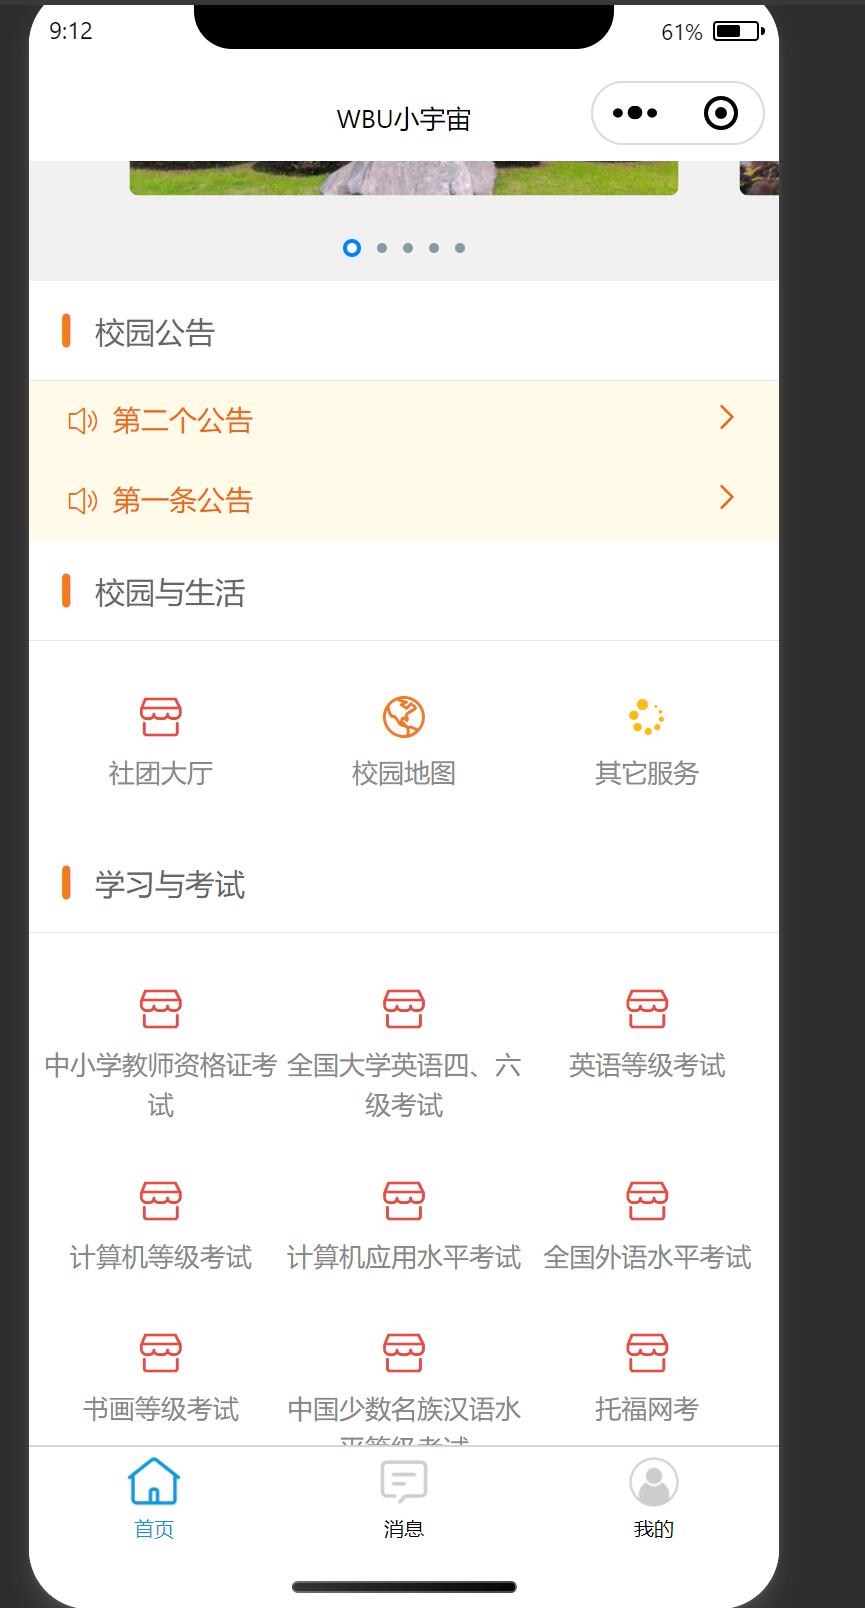 9:12
61%
WBU小宇宙
校园公告
第二个公告
第一条公告
校园与生活
社团大厅 校园地图 其它服务
学习与考试
中小学教师资格证考 全国大学英语四、六 英语等级考试
试 级考试
计算机等级考试 计算机应用水平考试 全国外语水平考试
书画等级考试 中国少数名族汉语水 托福网考
平等级考试
首页 消息 我的